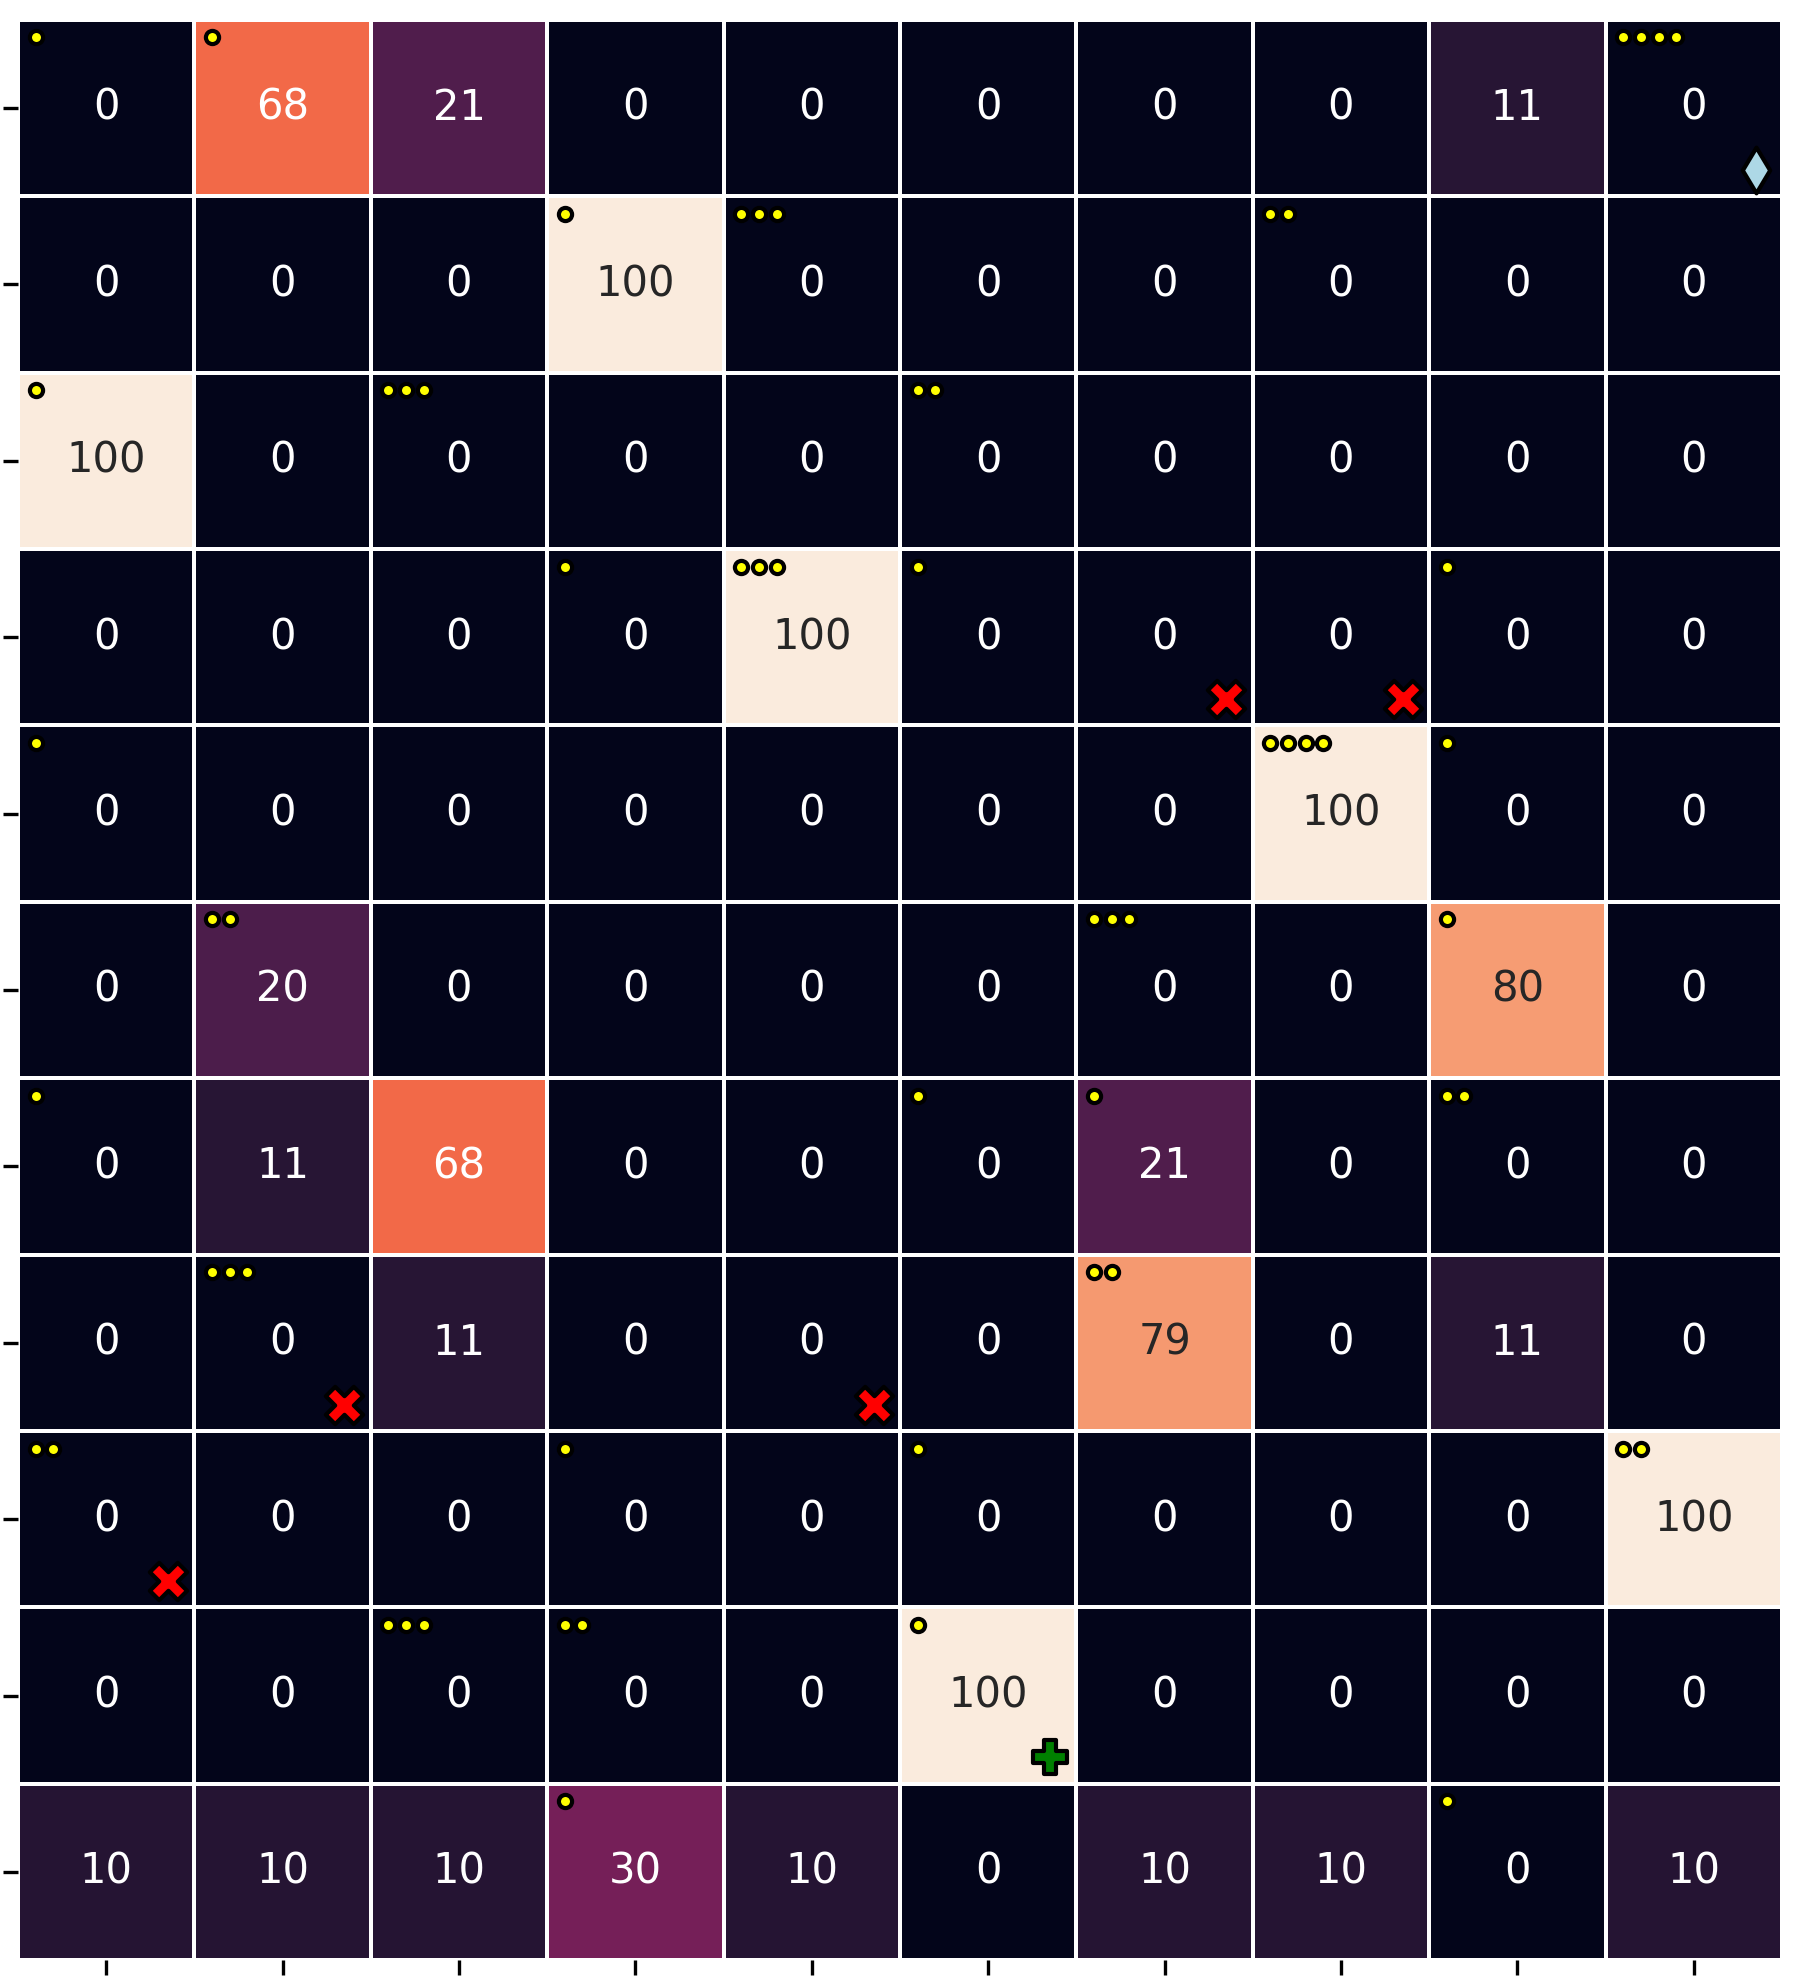 0 68 21 0 0 0 0 0 11 0
0 0 0 100 0 0 0 0 0 0
100 0 0 0 0 0 0 0 0 0
0 0 0 0 100 0 0 0 0 0
0 0 0 0 0 0 0 100 0 0
0 20 0 0 0 0 0 0 80 0
0 11 68 0 0 0 21 0 0 0
0 0 11 0 0 0 79 0 11 0
0 0 0 0 0 0 0 0 0 100
0 0 0 0 0 100 0 0 0 0
10 10 10 30 10 0 10 10 0 10